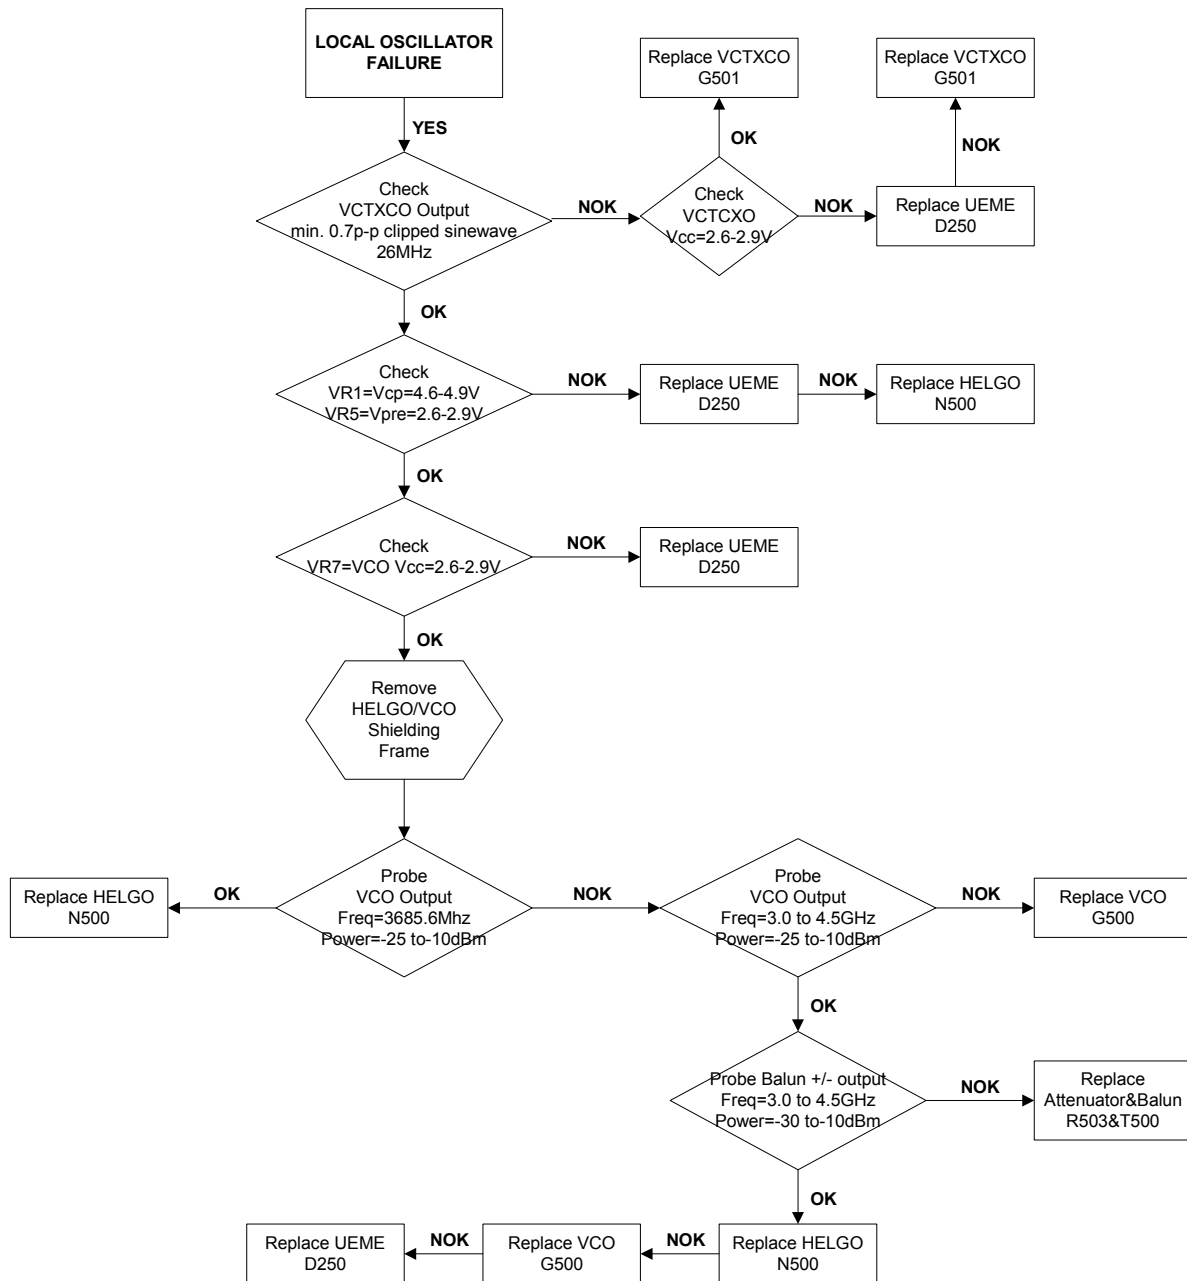 LOCAL OSCILLATOR
FAILURE
Replace VCTXCO
G501
Replace VCTXCO
G501
YES
OK
NOK
Check
VCTXCO Output
min. 0.7p-p clipped sinewave
26MHz
NOK
Check
VCTCXO
Vcc=2.6-2.9V
NOK
Replace UEME
D250
OK
Check
VR1=Vcp=4.6-4.9V
VR5=Vpre=2.6-2.9V
NOK
Replace UEME
D250
NOK
Replace HELGO
N500
OK
Check
VR7=VCO Vcc=2.6-2.9V
NOK
Replace UEME
D250
OK
Remove
HELGO/VCO
Shielding
Frame
Replace HELGO
N500
OK
Probe
VCO Output
Freq=3685.6Mhz
Power=-25 to-10dBm
NOK
Probe
VCO Output
Freq=3.0 to 4.5GHz
Power=-25 to-10dBm
NOK
Replace VCO
G500
OK
Probe Balun +/- output
Freq=3.0 to 4.5GHz
Power=-30 to-10dBm
NOK
Replace
Attenuator&Balun
R503&T500
OK
Replace UEME
D250
NOK
Replace VCO
G500
NOK
Replace HELGO
N500